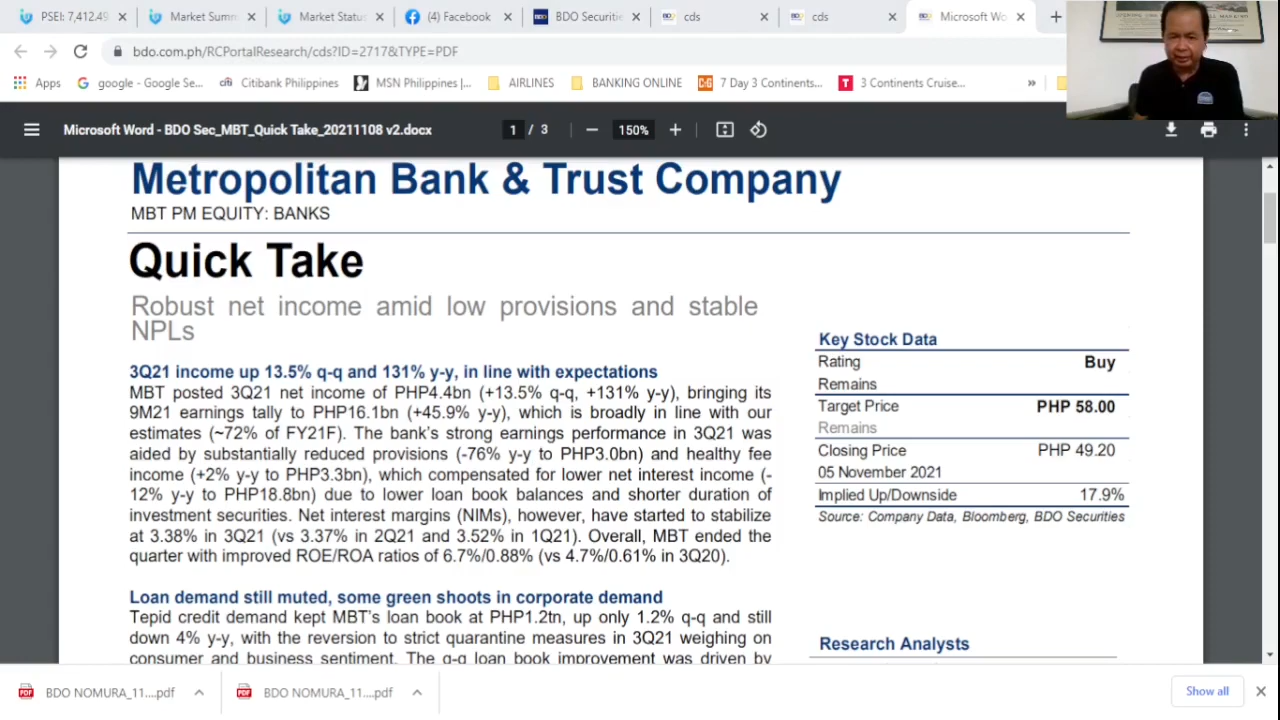 PSEI: 7,412.49
Market Summ
Market Statu
(4) Facebook
BDO Securitie
cds
cds
Microsoft Wo
bdo.com.ph/RCPortalResearch/cds?ID=2717&TYPE=PDF
Apps
google - Google Se...
Citibank Philippines
MSN Philippines |...
AIRLINES
BANKING ONLINE
7 Day 3 Continents...
3 Continents Cruise...
»
Microsoft Word - BDO Sec_MBT_Quick Take_20211108 v2.docx
1 / 3
150%
Metropolitan Bank & Trust Company
MBT PM EQUITY: BANKS
Quick Take
Robust net income amid low provisions and stable
NPLs
3Q21 income up 13.5% q-q and 131% y-y, in line with expectations
MBT posted 3Q21 net income of PHP4.4bn (+13.5% q-q, +131% y-y), bringing its
9M21 earnings tally to PHP16.1bn (+45.9% y-y), which is broadly in line with our
estimates (~72% of FY21F). The bank's strong earnings performance in 3Q21 was
aided by substantially reduced provisions (-76% y-y to PHP3.0bn) and healthy fee
income (+2% y-y to PHP3.3bn), which compensated for lower net interest income (-
12% y-y to PHP18.8bn) due to lower loan book balances and shorter duration of
investment securities. Net interest margins (NIMs), however, have started to stabilize
at 3.38% in 3Q21 (vs 3.37% in 2Q21 and 3.52% in 1Q21). Overall, MBT ended the
quarter with improved ROE/ROA ratios of 6.7%/0.88% (vs 4.7%/0.61% in 3Q20).
Loan demand still muted, some green shoots in corporate demand
Tepid credit demand kept MBT's loan book at PHP1.2tn, up only 1.2% q-q and still
down 4% y-y, with the reversion to strict quarantine measures in 3Q21 weighing on
consumer and business sentiment. The q-q loan book improvement was driven by
Key Stock Data
Rating Buy
Remains
Target Price PHP 58.00
Remains
Closing Price PHP 49.20
05 November 2021
Implied Up/Downside 17.9%
Source: Company Data, Bloomberg, BDO Securities
Research Analysts
BDO NOMURA_11....pdf
BDO NOMURA_11....pdf
Show all